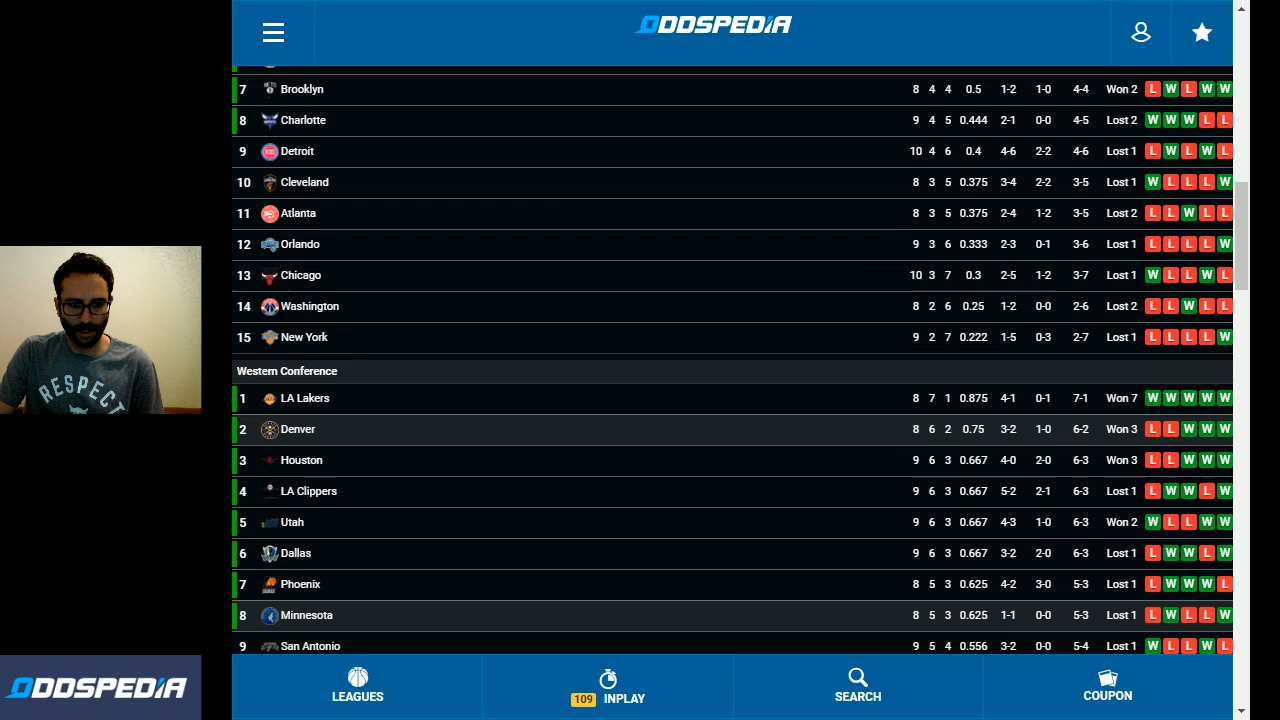 ODDSPEDIA
7 Brooklyn 8 4 4 0.5 1-2 1-0 4-4 Won 2 L W L W W
8 Charlotte 9 4 5 0.444 2-1 0-0 4-5 Lost 2 W W W L L
9 Detroit 10 4 6 0.4 4-6 2-2 4-6 Lost 1 L W L W L
10 Cleveland 8 3 5 0.375 3-4 2-2 3-5 Lost 1 W L L L W
11 Atlanta 8 3 5 0.375 2-4 1-2 3-5 Lost 2 L L W L L
12 Orlando 9 3 6 0.333 2-3 0-1 3-6 Lost 1 L L L L W
13 Chicago 10 3 7 0.3 2-5 1-2 3-7 Lost 1 W L L W L
14 Washington 8 2 6 0.25 1-2 0-0 2-6 Lost 2 L L W L L
15 New York 9 2 7 0.222 1-5 0-3 2-7 Lost 1 L L L L W
Western Conference
1 LA Lakers 8 7 1 0.875 4-1 0-1 7-1 Won 7 W W W W W
2 Denver 8 6 2 0.75 3-2 1-0 6-2 Won 3 L L W W W
3 Houston 9 6 3 0.667 4-0 2-0 6-3 Won 3 L L W W W
4 LA Clippers 9 6 3 0.667 5-2 2-1 6-3 Lost 1 L W W L W
5 Utah 9 6 3 0.667 4-3 1-0 6-3 Won 2 W L L W W
6 Dallas 9 6 3 0.667 3-2 2-0 6-3 Lost 1 L W W L W
7 Phoenix 8 5 3 0.625 4-2 3-0 5-3 Lost 1 L W W W L
8 Minnesota 8 5 3 0.625 1-1 0-0 5-3 Lost 1 L W L L W
9 San Antonio 9 5 4 0.556 3-2 0-0 5-4 Lost 1 W L L W L
RESPECT
ODDSPEDIA
LEAGUES
109 INPLAY
SEARCH
COUPON